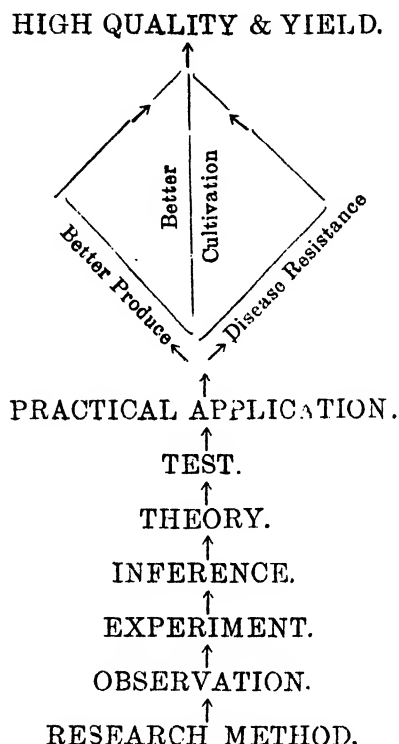 HIGH QUALITY & YIELD.
Better
Cultivation
Better Produce
Disease Resistance
PRACTICAL APPLICATION.
TEST.
THEORY.
INFERENCE.
EXPERIMENT.
OBSERVATION.
RESEARCH METHOD.